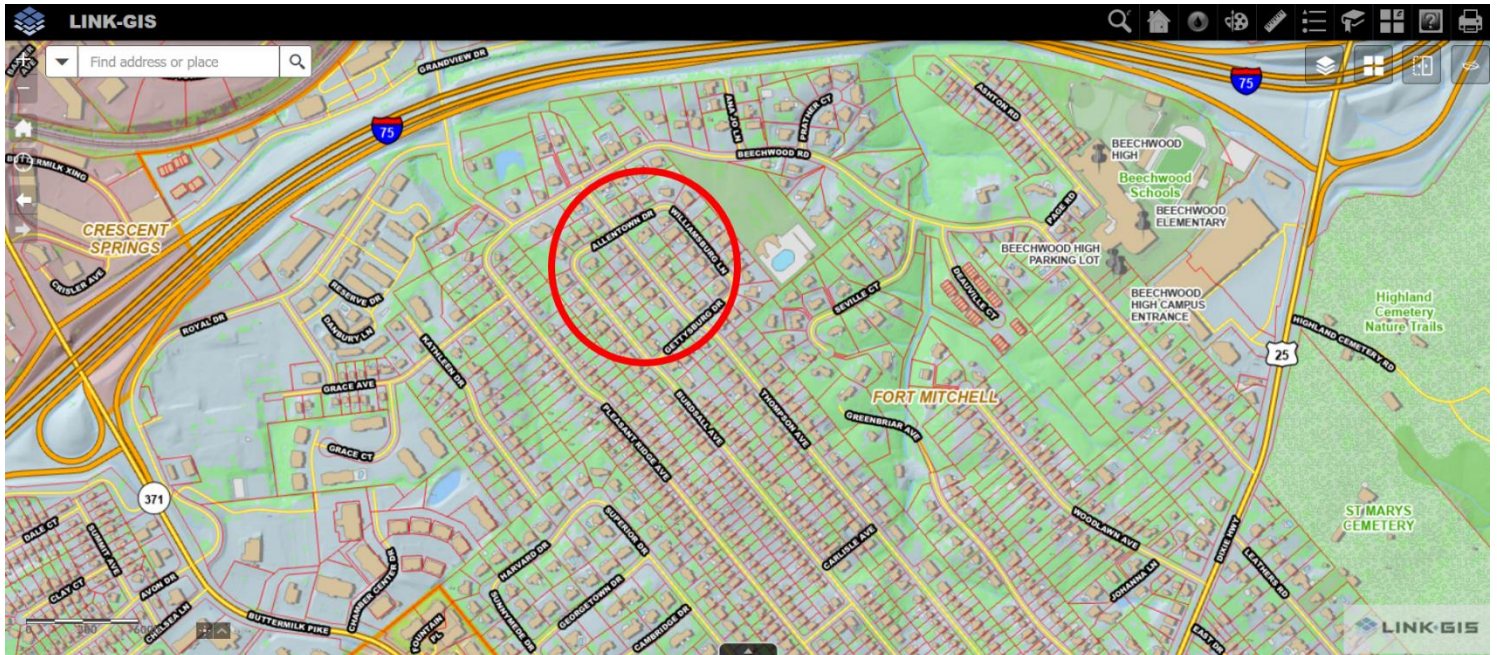 LINK-GIS
Find address or place
GRANDVIEW DR
75
75
ANN JO LN
PRATHER CT
ASHTON RD
BEECHWOOD RD
BEECHWOOD
HIGH
Beechwood
Schools
PAGE RD
BEECHWOOD
ELEMENTARY
BEECHWOOD HIGH
PARKING LOT
BEECHWOOD
HIGH CAMPUS
ENTRANCE
BUTTERMILK XING
CRESCENT
SPRINGS
CRISLER AVE
ROYAL DR
RESERVE DR
DANBURY LN
ALLENTOWN DR
WILLIAMSBURG LN
GETTYSBURG DR
SEVILLE CT
DEAUVILLE CT
Highland
Cemetery
Nature Trails
HIGHLAND CEMETERY RD
25
KATHLEEN DR
GRACE AVE
GRACE CT
PLEASANT RIDGE AVE
BURDSALL AVE
THOMPSON AVE
FORT MITCHELL
GREENBRIAR AVE
371
DALE CT
SUMMIT AVE
CLAY CT
AVON DR
CHELSEA LN
BUTTERMILK PIKE
CHAMBER CENTER DR
FOUNTAIN
PL
HARVARD DR
SUPERIOR DR
SUNNYMEDE DR
GEORGETOWN DR
CAMBRIDGE DR
CARLISLE AVE
WOODLAWN AVE
JOHANNA LN
DIXIE HWY
LEATHERS RD
EAST DR
ST MARYS
CEMETERY
0 300 600
LINK-GIS